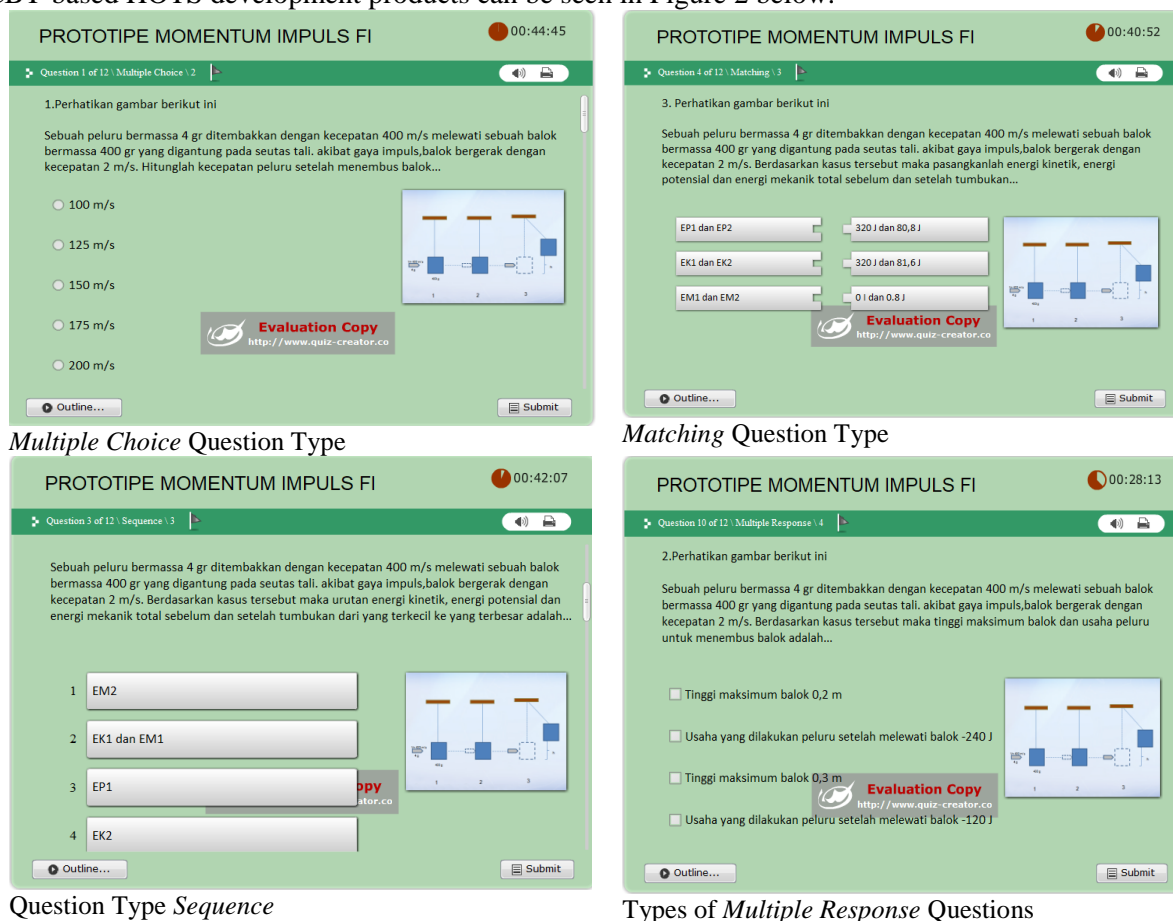 CBT-based HOTS development products can be seen in Figure 2 below.
PROTOTIPE MOMENTUM IMPULS FI
00:44:45
Question 1 of 12 \ Multiple Choice \ 2
1.Perhatikan gambar berikut ini
Sebuah peluru bermassa 4 gr ditembakkan dengan kecepatan 400 m/s melewati sebuah balok
bermassa 400 gr yang digantung pada seutas tali. akibat gaya impuls,balok bergerak dengan
kecepatan 2 m/s. Hitunglah kecepatan peluru setelah menembus balok...
100 m/s
125 m/s
150 m/s
175 m/s
200 m/s
1 2 3
Evaluation Copy
http://www.quiz-creator.co
Outline...
Submit
Multiple Choice Question Type
PROTOTIPE MOMENTUM IMPULS FI
00:40:52
Question 4 of 12 \ Matching \ 3
3. Perhatikan gambar berikut ini
Sebuah peluru bermassa 4 gr ditembakkan dengan kecepatan 400 m/s melewati sebuah balok
bermassa 400 gr yang digantung pada seutas tali. akibat gaya impuls,balok bergerak dengan
kecepatan 2 m/s. Berdasarkan kasus tersebut maka pasangkanlah energi kinetik, energi
potensial dan energi mekanik total sebelum dan setelah tumbukan...
EP1 dan EP2
320 J dan 80,8 J
EK1 dan EK2
320 J dan 81,6 J
EM1 dan EM2
0 J dan 0.8 J
1 2 3
Evaluation Copy
http://www.quiz-creator.co
Outline...
Submit
Matching Question Type
PROTOTIPE MOMENTUM IMPULS FI
00:42:07
Question 3 of 12 \ Sequence \ 3
Sebuah peluru bermassa 4 gr ditembakkan dengan kecepatan 400 m/s melewati sebuah balok
bermassa 400 gr yang digantung pada seutas tali. akibat gaya impuls,balok bergerak dengan
kecepatan 2 m/s. Berdasarkan kasus tersebut maka urutan energi kinetik, energi potensial dan
energi mekanik total sebelum dan setelah tumbukan dari yang terkecil ke yang terbesar adalah...
1 EM2
2 EK1 dan EM1
3 EP1
4 EK2
1 2 3
opy
ator.co
Outline...
Submit
Question Type Sequence
PROTOTIPE MOMENTUM IMPULS FI
00:28:13
Question 10 of 12 \ Multiple Response \ 4
2.Perhatikan gambar berikut ini
Sebuah peluru bermassa 4 gr ditembakkan dengan kecepatan 400 m/s melewati sebuah balok
bermassa 400 gr yang digantung pada seutas tali. akibat gaya impuls,balok bergerak dengan
kecepatan 2 m/s. Berdasarkan kasus tersebut maka tinggi maksimum balok dan usaha peluru
untuk menembus balok adalah...
Tinggi maksimum balok 0,2 m
Usaha yang dilakukan peluru setelah melewati balok -240 J
Tinggi maksimum balok 0,3 m
Usaha yang dilakukan peluru setelah melewati balok -120 J
1 2 3
Evaluation Copy
http://www.quiz-creator.co
Outline...
Submit
Types of Multiple Response Questions